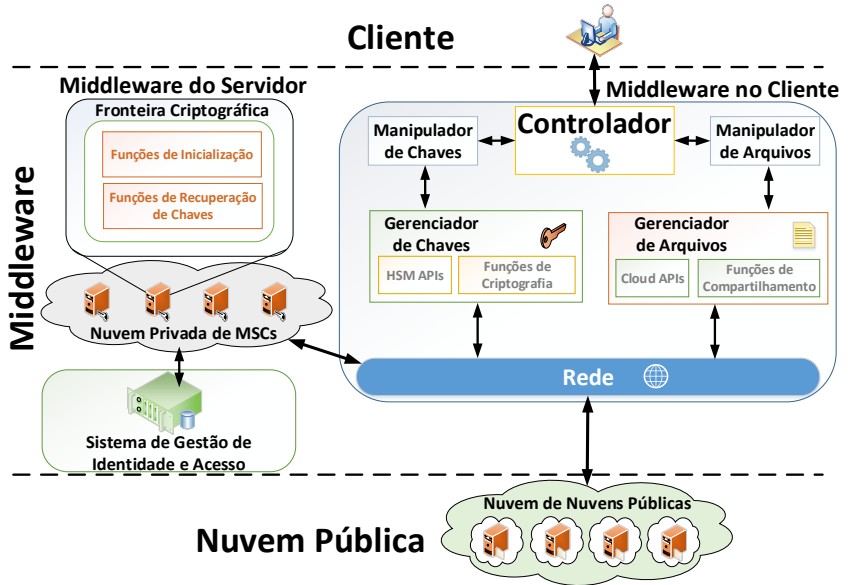 Cliente
Middleware
Middleware do Servidor
Fronteira Criptográfica
Funções de Inicialização
Funções de Recuperação
de Chaves
Nuvem Privada de MSCs
Sistema de Gestão de
Identidade e Acesso
Middleware no Cliente
Manipulador
de Chaves
Controlador
Manipulador
de Arquivos
Gerenciador
de Chaves
HSM APIs
Funções de
Criptografia
Gerenciador
de Arquivos
Cloud APIs
Funções de
Compartilhamento
Rede
Nuvem Pública
Nuvem de Nuvens Públicas